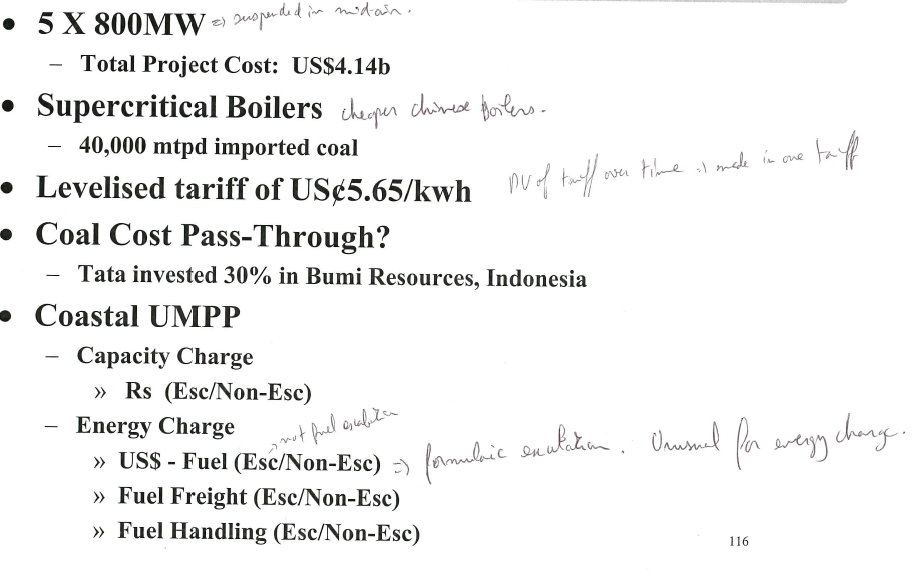 • 5 X 800MW => suspended in mid-air.
– Total Project Cost: US$4.14b
• Supercritical Boilers cheaper chinese boilers.
– 40,000 mtpd imported coal
• Levelised tariff of US¢5.65/kwh PV of tariff over time => made in one tariff
• Coal Cost Pass-Through?
– Tata invested 30% in Bumi Resources, Indonesia
• Coastal UMPP
– Capacity Charge
» Rs (Esc/Non-Esc)
– Energy Charge
, not fuel escalation
» US$ - Fuel (Esc/Non-Esc) => formulaic escalation. Unusual for energy charge.
» Fuel Freight (Esc/Non-Esc)
» Fuel Handling (Esc/Non-Esc)
116